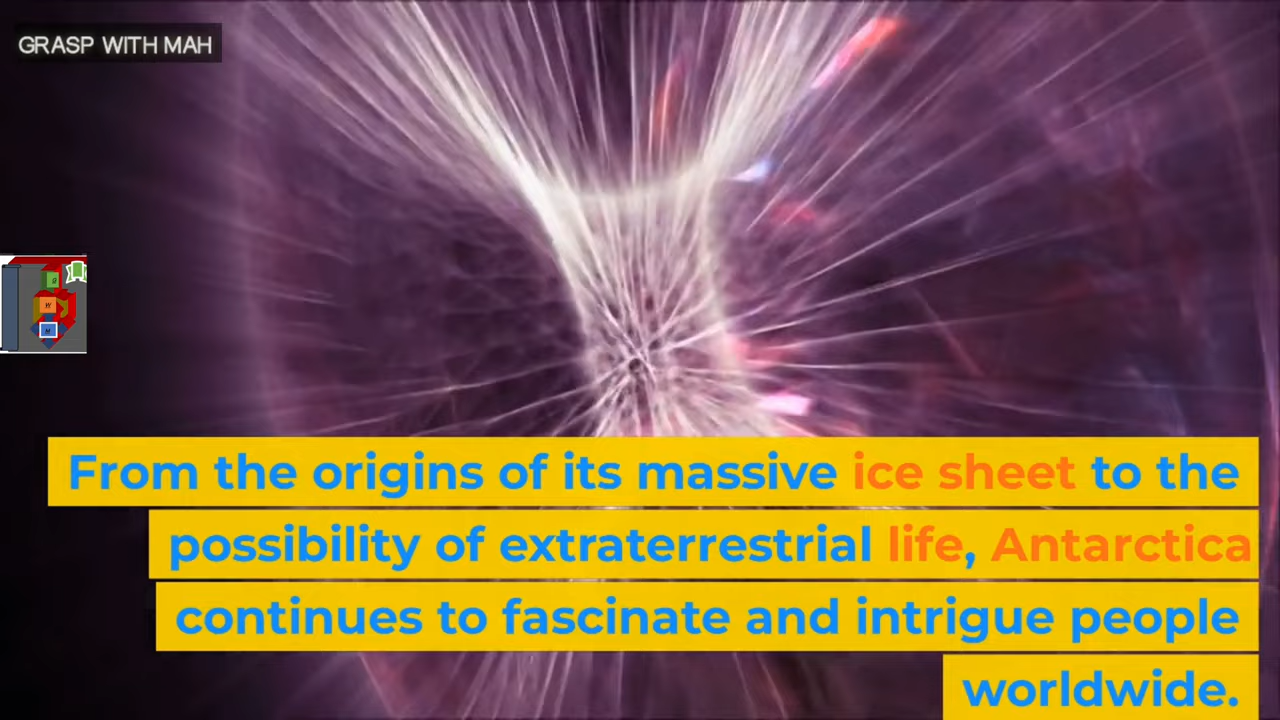 GRASP WITH MAH
From the origins of its massive ice sheet to the
possibility of extraterrestrial life, Antarctica
continues to fascinate and intrigue people
worldwide.